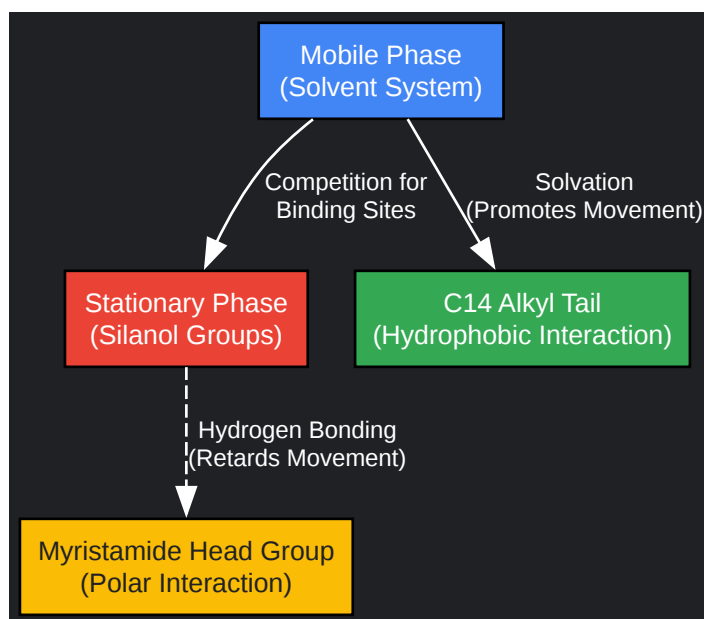 Mobile Phase
(Solvent System)
Competition for
Binding Sites
Solvation
(Promotes Movement)
Stationary Phase
(Silanol Groups)
C14 Alkyl Tail
(Hydrophobic Interaction)
Hydrogen Bonding
(Retards Movement)
Myristamide Head Group
(Polar Interaction)